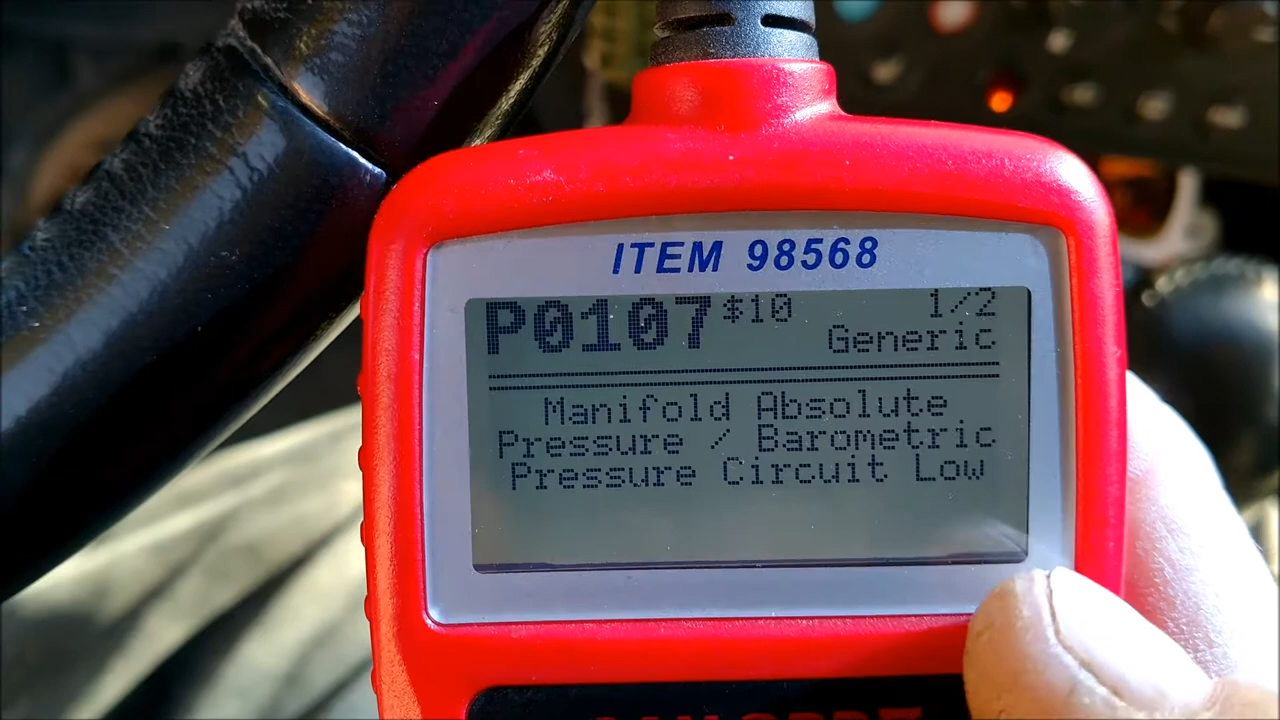 ITEM 98568
P0107 $10 1/2
Generic
Manifold Absolute
Pressure / Barometric
Pressure Circuit Low